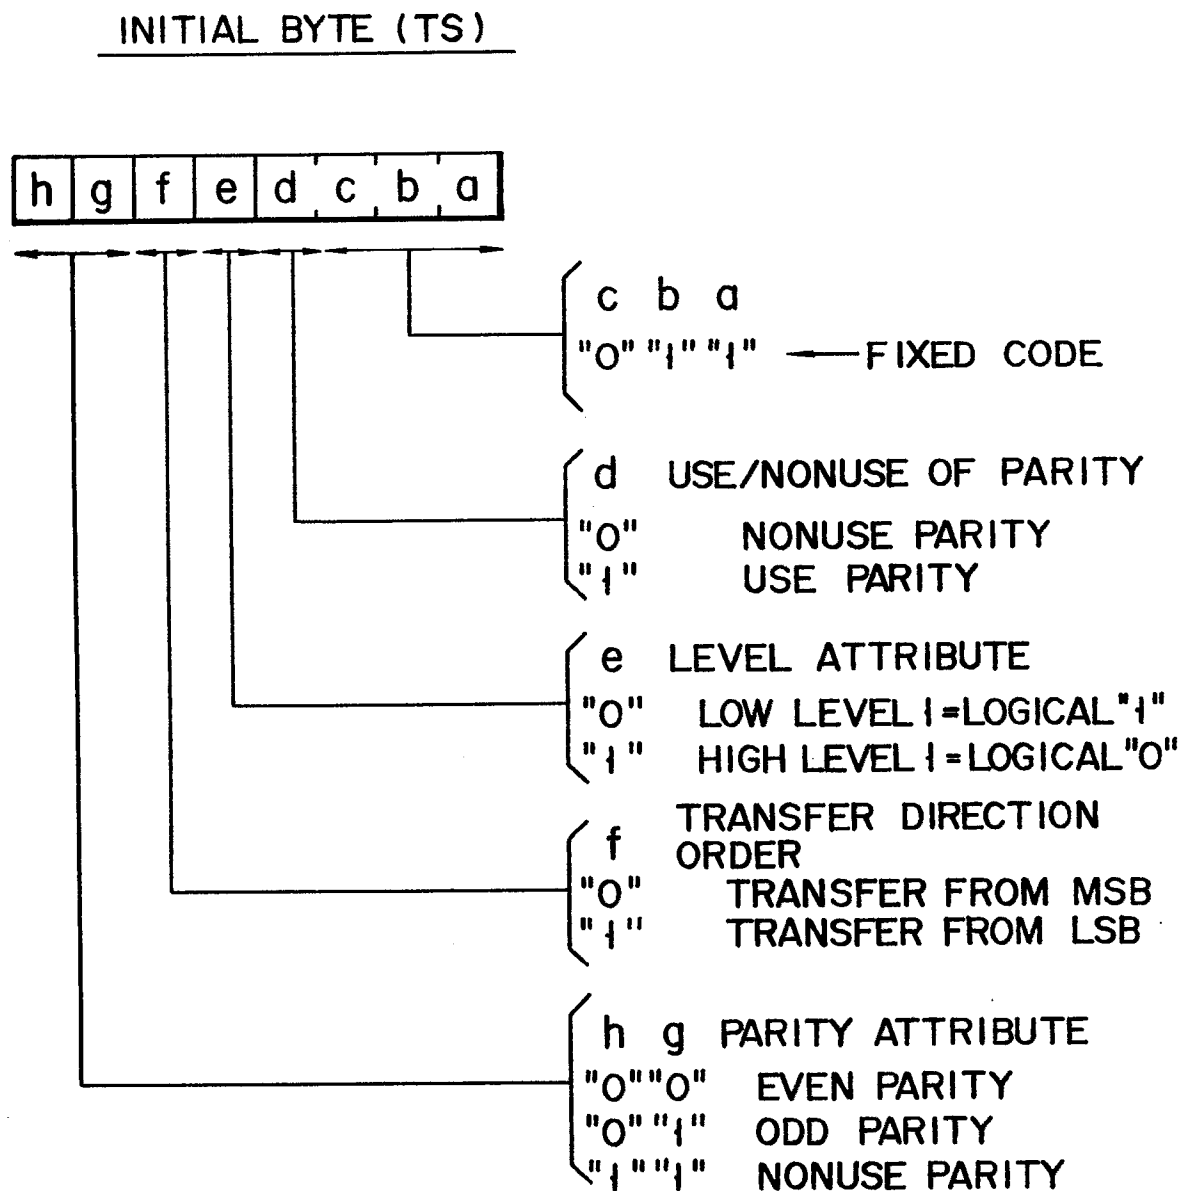 INITIAL BYTE (TS)
h g f e d c b a
c b a
"0" "1" "1" ← FIXED CODE
d USE/NONUSE OF PARITY
"0" NONUSE PARITY
"1" USE PARITY
e LEVEL ATTRIBUTE
"0" LOW LEVEL 1=LOGICAL "1"
"1" HIGH LEVEL 1=LOGICAL "0"
f TRANSFER DIRECTION
ORDER
"0" TRANSFER FROM MSB
"1" TRANSFER FROM LSB
h g PARITY ATTRIBUTE
"0" "0" EVEN PARITY
"0" "1" ODD PARITY
"1" "1" NONUSE PARITY